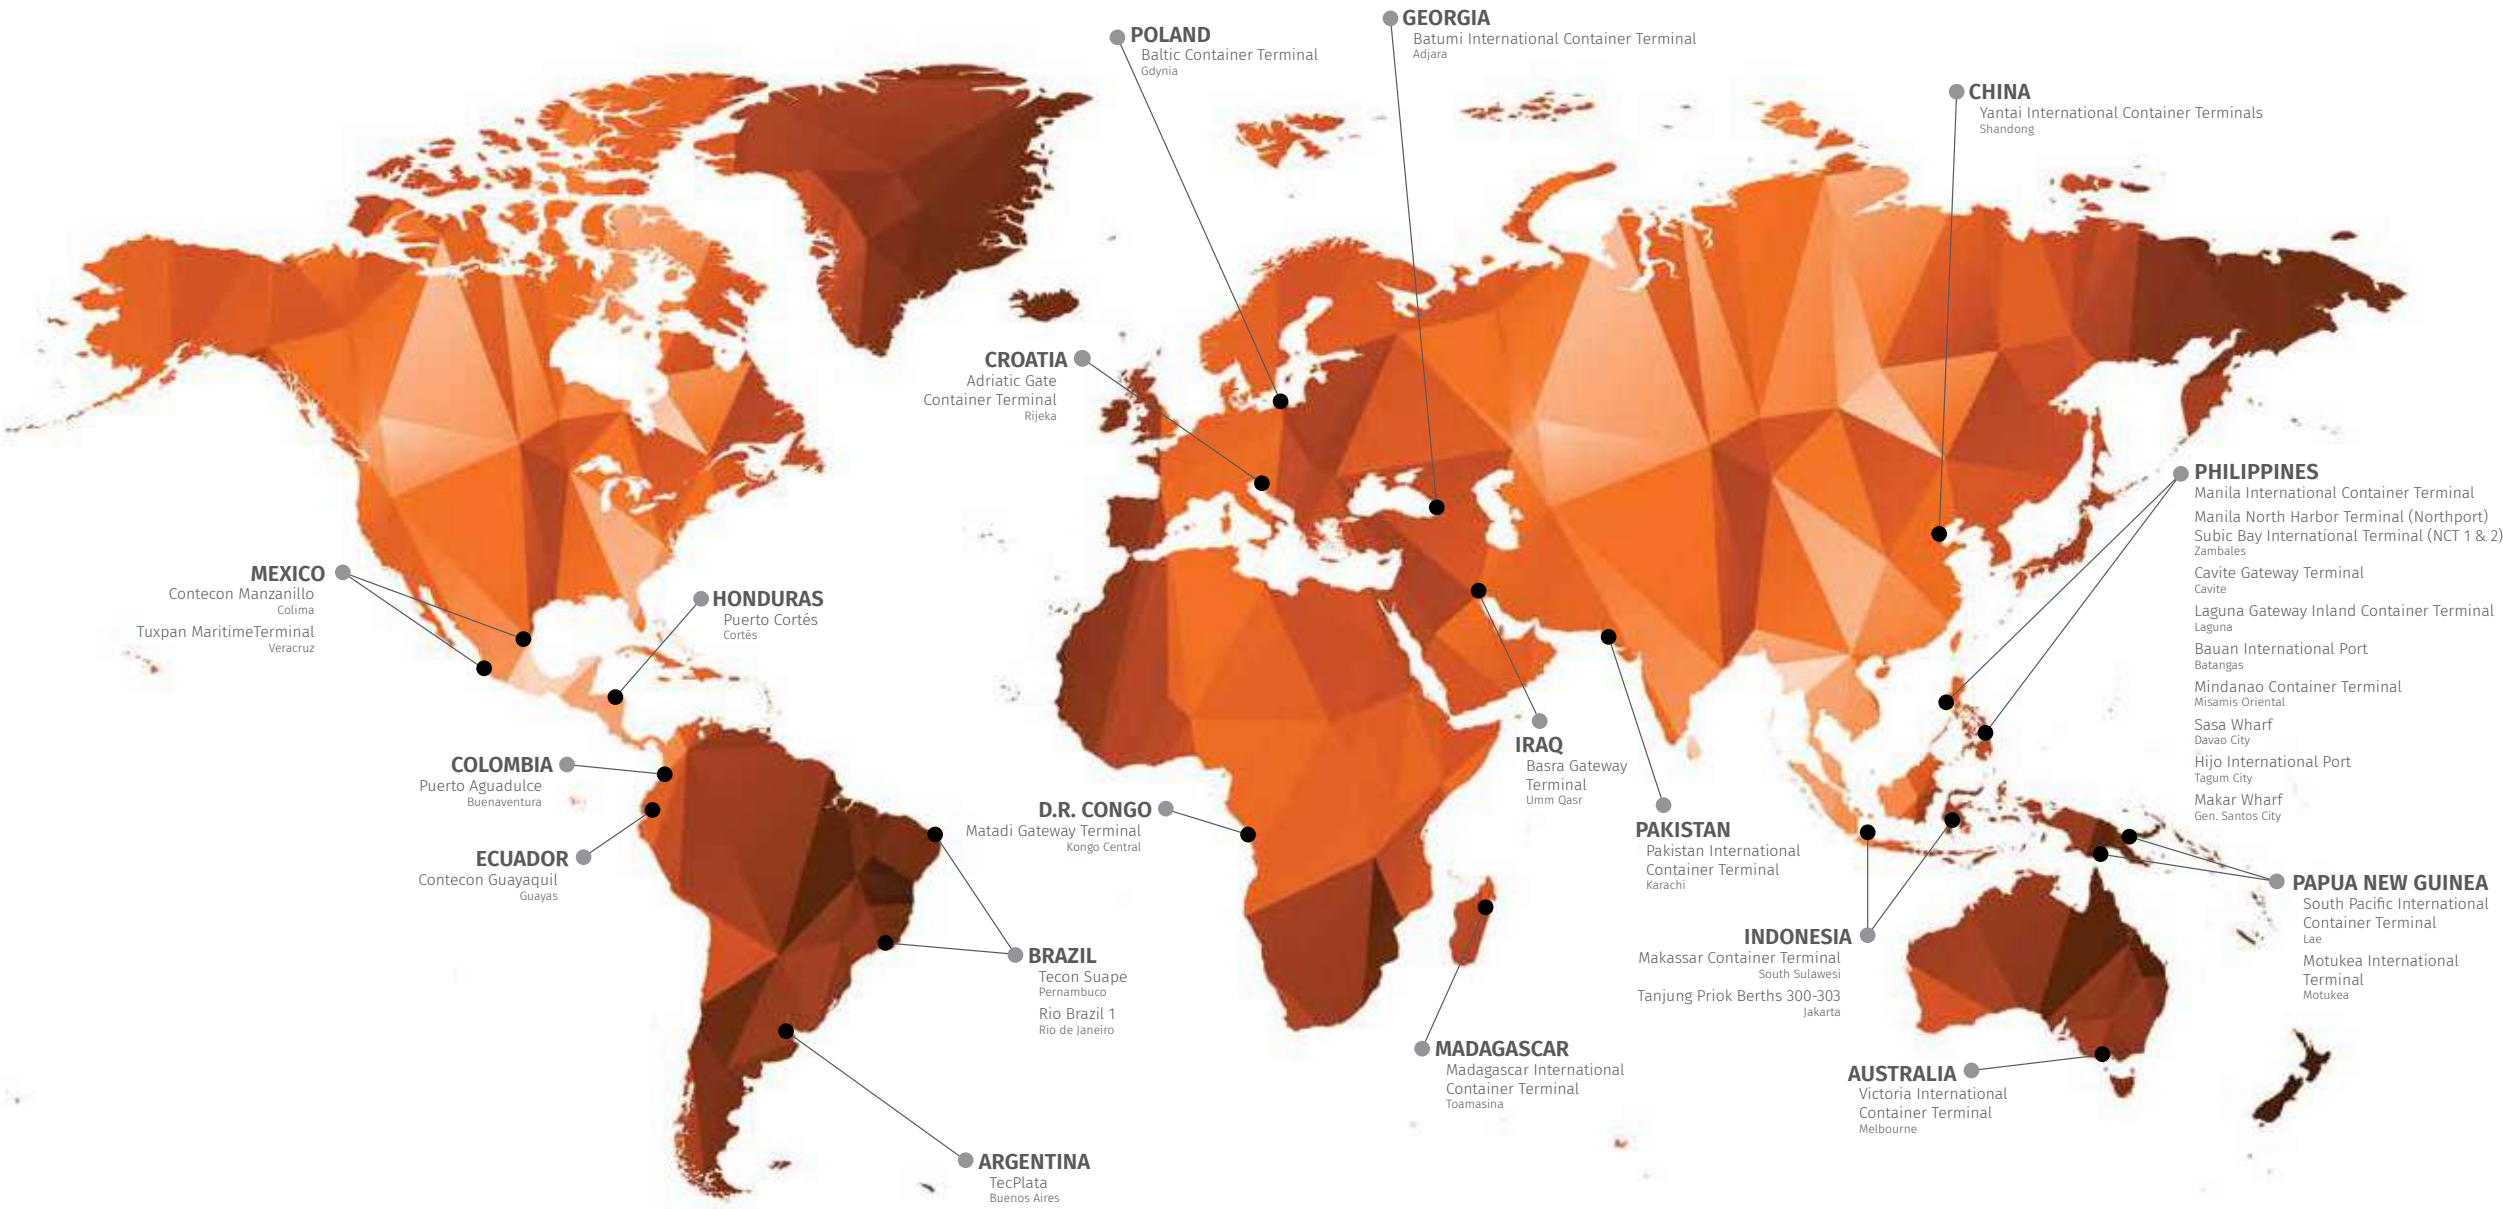 POLAND
Baltic Container Terminal
Gdynia
GEORGIA
Batumi International Container Terminal
Adjara
CHINA
Yantai International Container Terminals
Shandong
CROATIA
Adriatic Gate
Container Terminal
Rijeka
PHILIPPINES
Manila International Container Terminal
Manila North Harbor Terminal (Northport)
Subic Bay International Terminal (NCT 1 & 2)
Zambales
Cavite Gateway Terminal
Cavite
Laguna Gateway Inland Container Terminal
Laguna
Bauan International Port
Batangas
Mindanao Container Terminal
Misamis Oriental
Sasa Wharf
Davao City
Hijo International Port
Tagum City
Makar Wharf
Gen. Santos City
MEXICO
Contecon Manzanillo
Colima
Tuxpan MaritimeTerminal
Veracruz
HONDURAS
Puerto Cortés
Cortés
COLOMBIA
Puerto Aguadulce
Buenaventura
ECUADOR
Contecon Guayaquil
Guayas
BRAZIL
Tecon Suape
Pernambuco
Rio Brazil 1
Rio de Janeiro
ARGENTINA
TecPlata
Buenos Aires
D.R. CONGO
Matadi Gateway Terminal
Kongo Central
IRAQ
Basra Gateway
Terminal
Umm Qasr
PAKISTAN
Pakistan International
Container Terminal
Karachi
MADAGASCAR
Madagascar International
Container Terminal
Toamasina
INDONESIA
Makassar Container Terminal
South Sulawesi
Tanjung Priok Berths 300-303
Jakarta
PAPUA NEW GUINEA
South Pacific International
Container Terminal
Lae
Motukea International
Terminal
Motukea
AUSTRALIA
Victoria International
Container Terminal
Melbourne